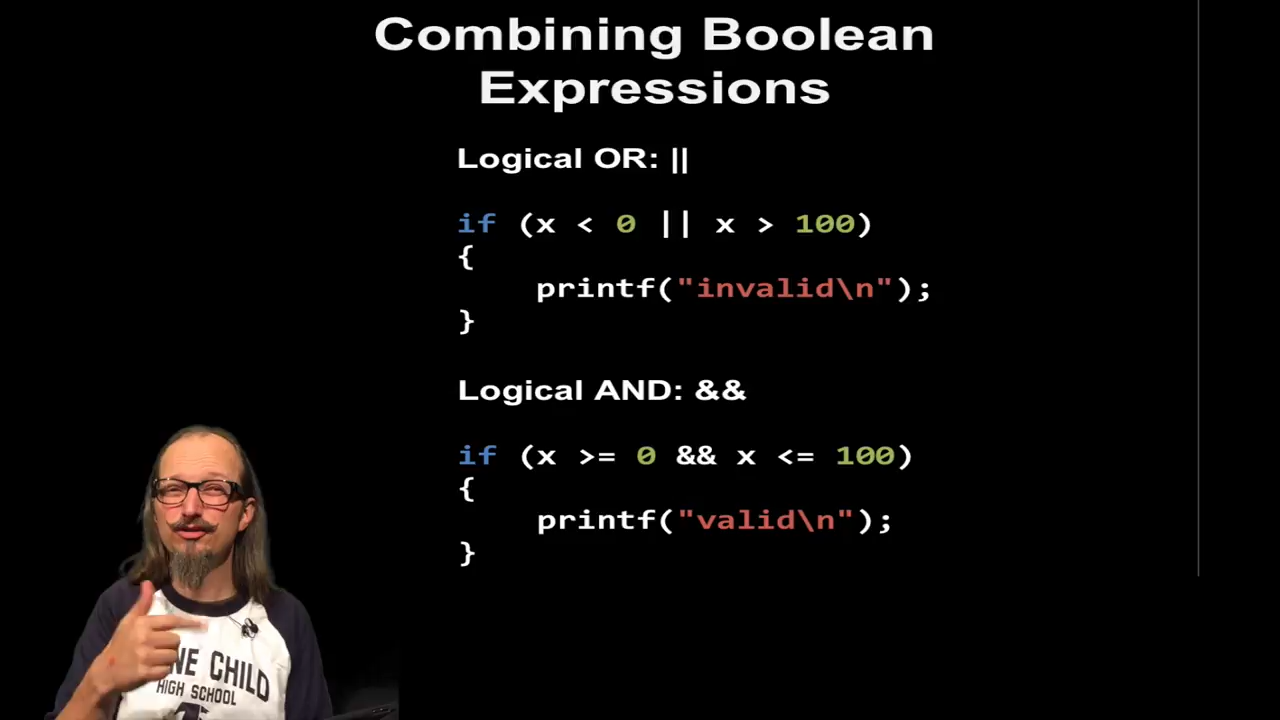 Combining Boolean
Expressions
Logical OR: ||
if (x < 0 || x > 100)
{
    printf("invalid\n");
}
Logical AND: &&
if (x >= 0 && x <= 100)
{
    printf("valid\n");
}
CHILD
HIGH SCHOOL